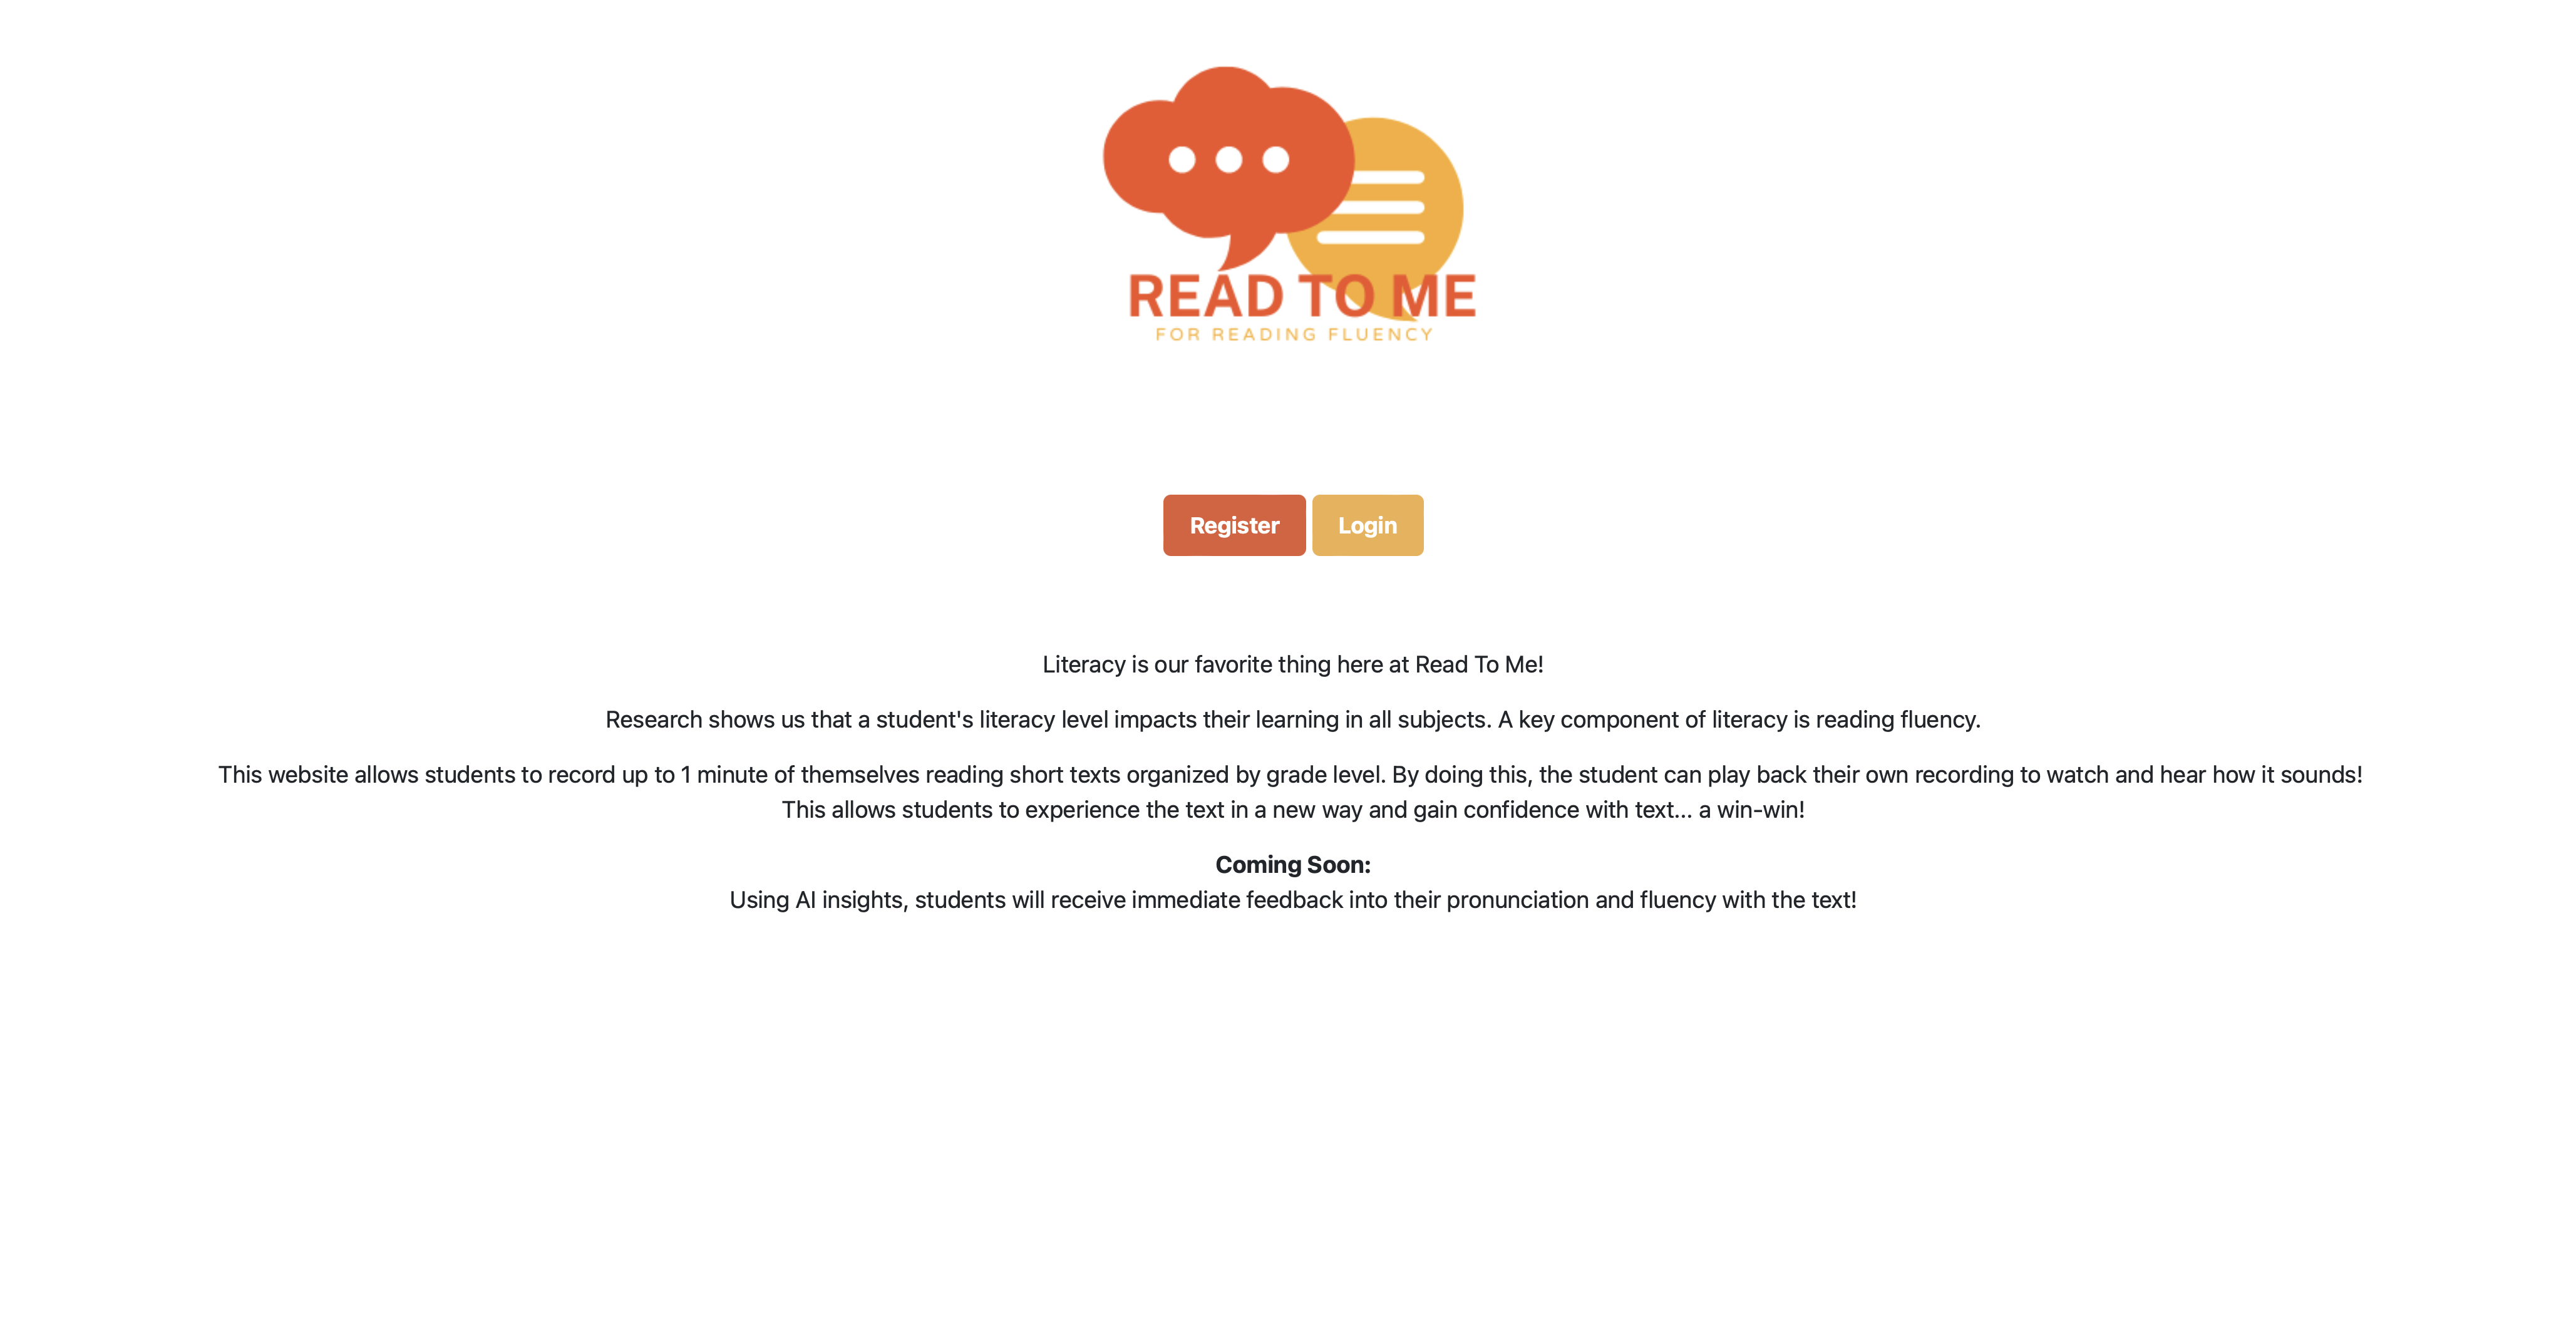 READ TO ME
FOR READING FLUENCY
Register Login
Literacy is our favorite thing here at Read To Me!
Research shows us that a student's literacy level impacts their learning in all subjects. A key component of literacy is reading fluency.
This website allows students to record up to 1 minute of themselves reading short texts organized by grade level. By doing this, the student can play back their own recording to watch and hear how it sounds!
This allows students to experience the text in a new way and gain confidence with text... a win-win!
Coming Soon:
Using AI insights, students will receive immediate feedback into their pronunciation and fluency with the text!